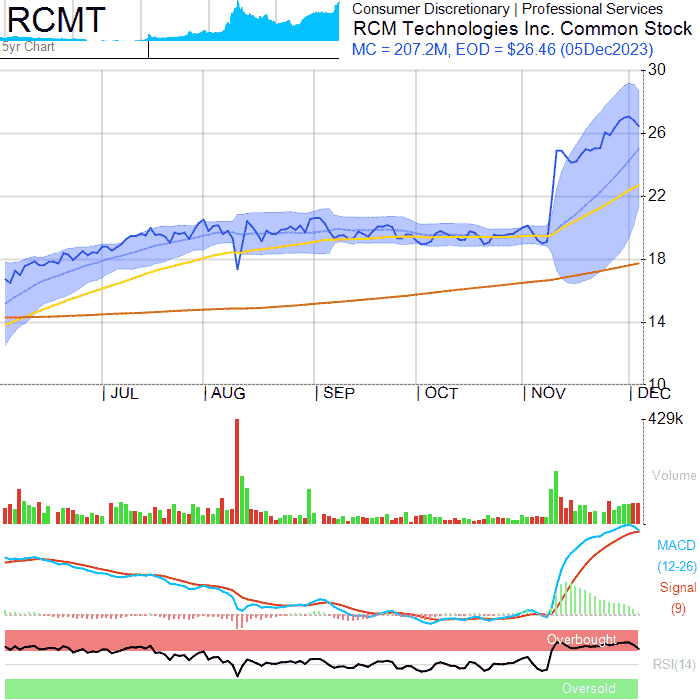 RCMT
5yr Chart
Consumer Discretionary | Professional Services
RCM Technologies Inc. Common Stock
MC = 207.2M, EOD = $26.46 (05Dec2023)
30
26
22
18
14
10
JUL
AUG
SEP
OCT
NOV
DEC
429k
Volume
MACD
(12-26)
Signal
(9)
Overbought
RSI(14)
Oversold